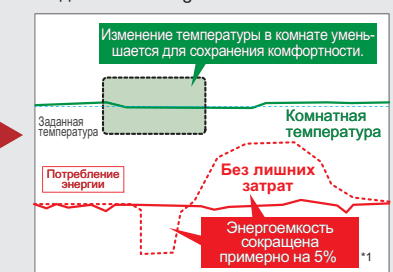 Изменение температуры в комнате умень-
шается для сохранения комфортности.
Заданная
температура
Комнатная
температура
Потребление
энергии
Без лишних
затрат
Энергоемкость
сокращена
примерно на 5%
*1